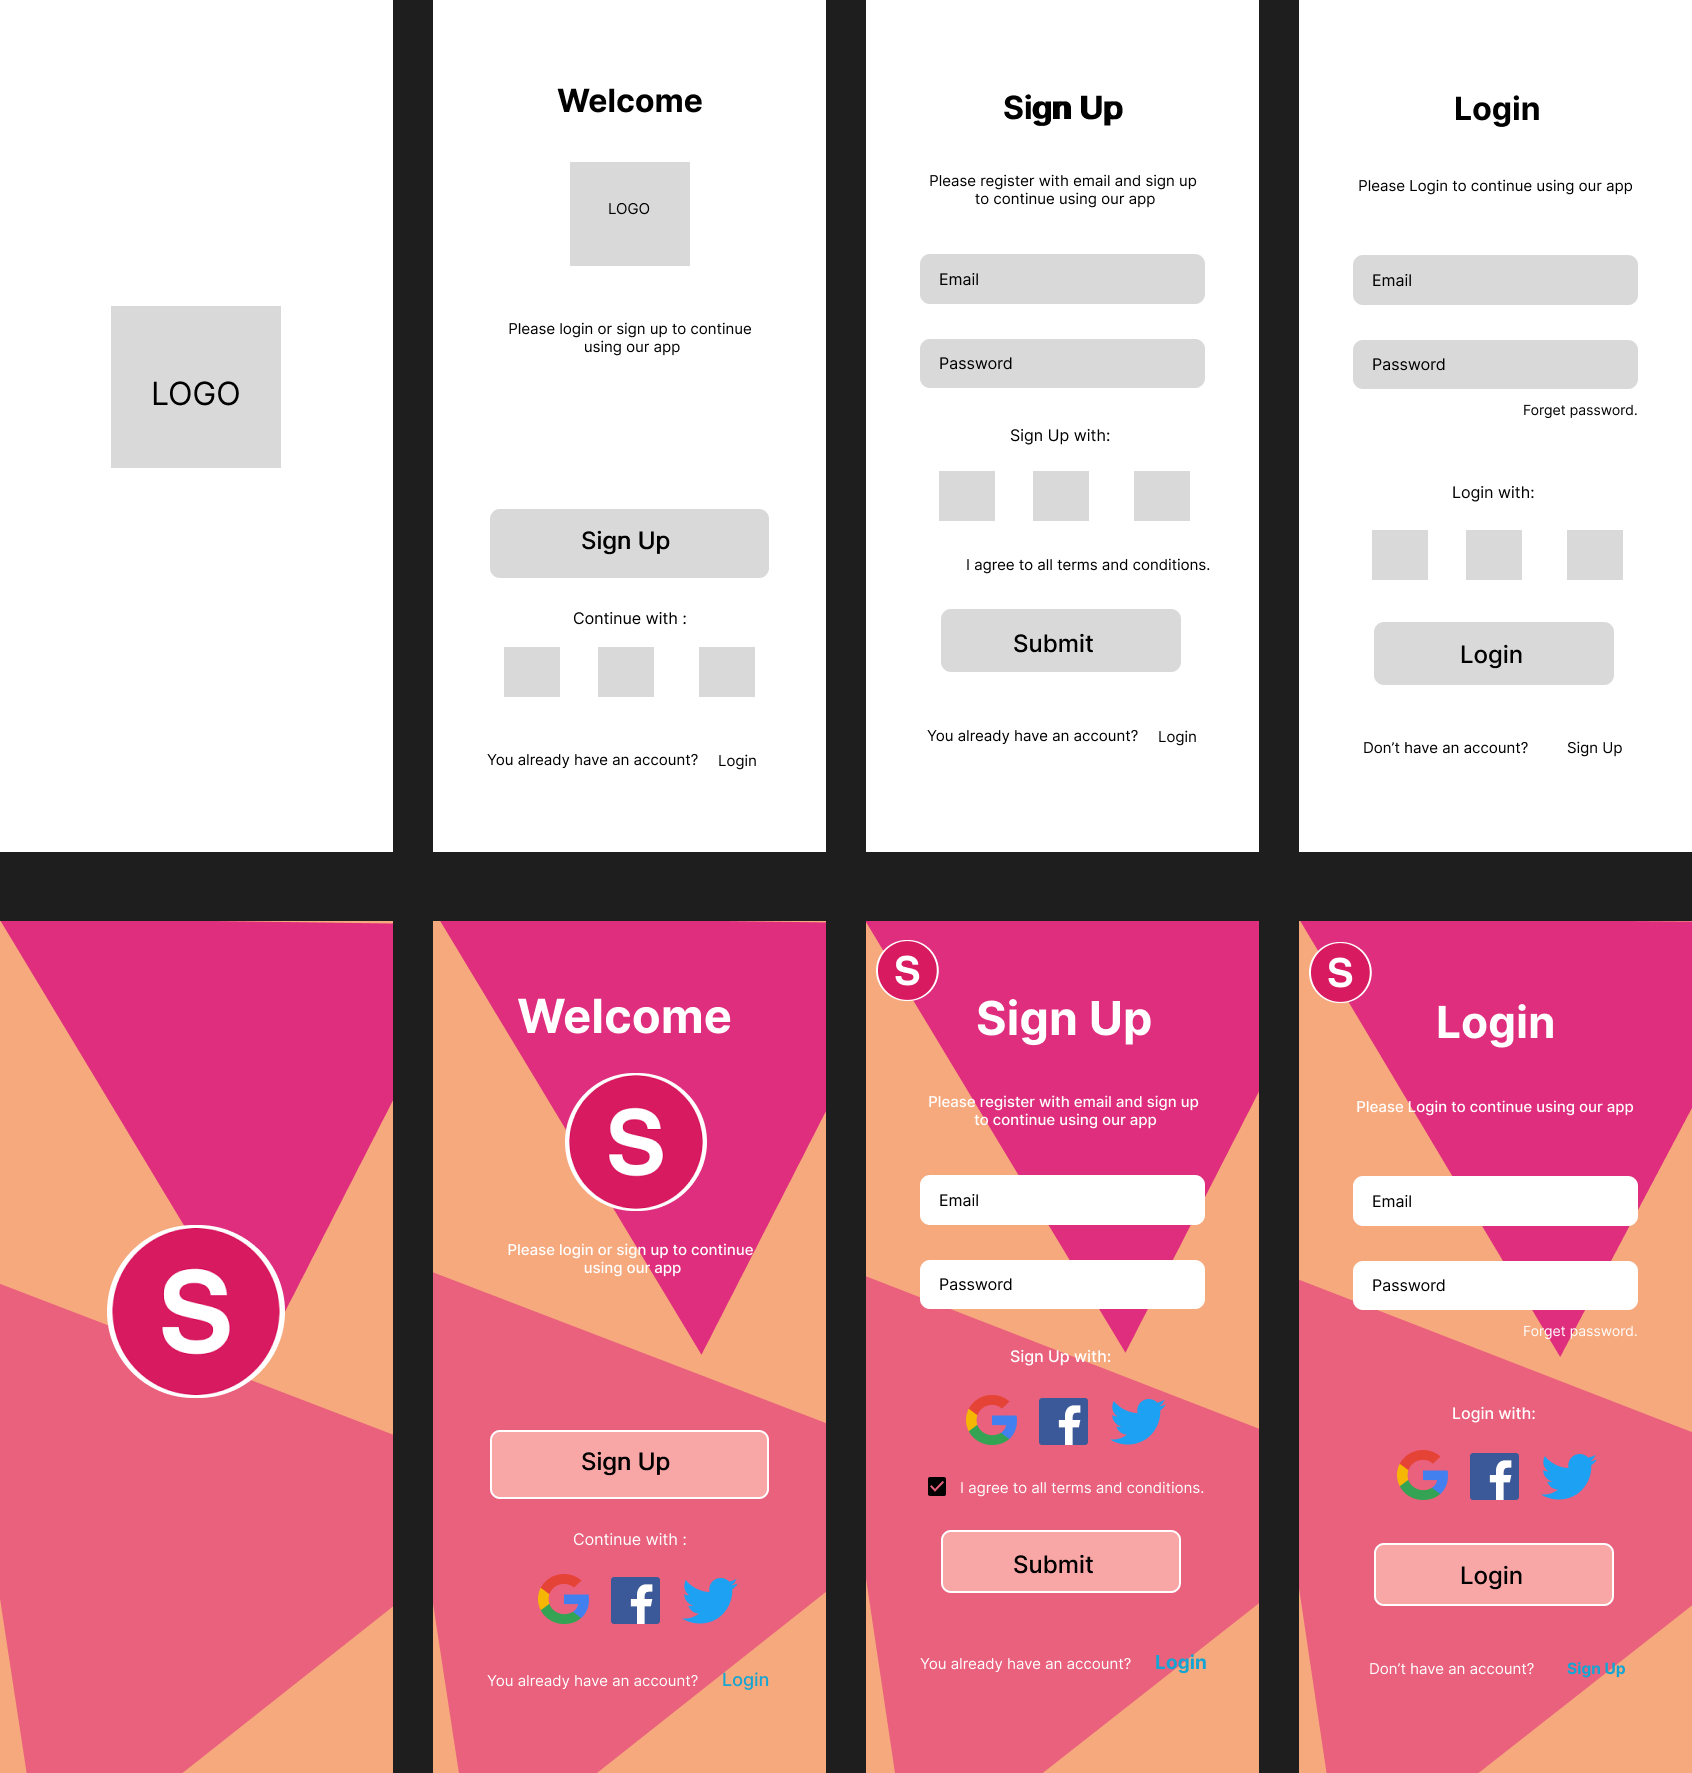 LOGO
Welcome
LOGO
Please login or sign up to continue
using our app
Sign Up
Continue with :
You already have an account? Login
Sign Up
Please register with email and sign up
to continue using our app
Email
Password
Sign Up with:
I agree to all terms and conditions.
Submit
You already have an account? Login
Login
Please Login to continue using our app
Email
Password
Forget password.
Login with:
Login
Don’t have an account? Sign Up
S
Welcome
S
Please login or sign up to continue
using our app
Sign Up
Continue with :
G f
You already have an account? Login
S
Sign Up
Please register with email and sign up
to continue using our app
Email
Password
Sign Up with:
G f
I agree to all terms and conditions.
Submit
You already have an account? Login
S
Login
Please Login to continue using our app
Email
Password
Forget password.
Login with:
G f
Login
Don’t have an account? Sign Up